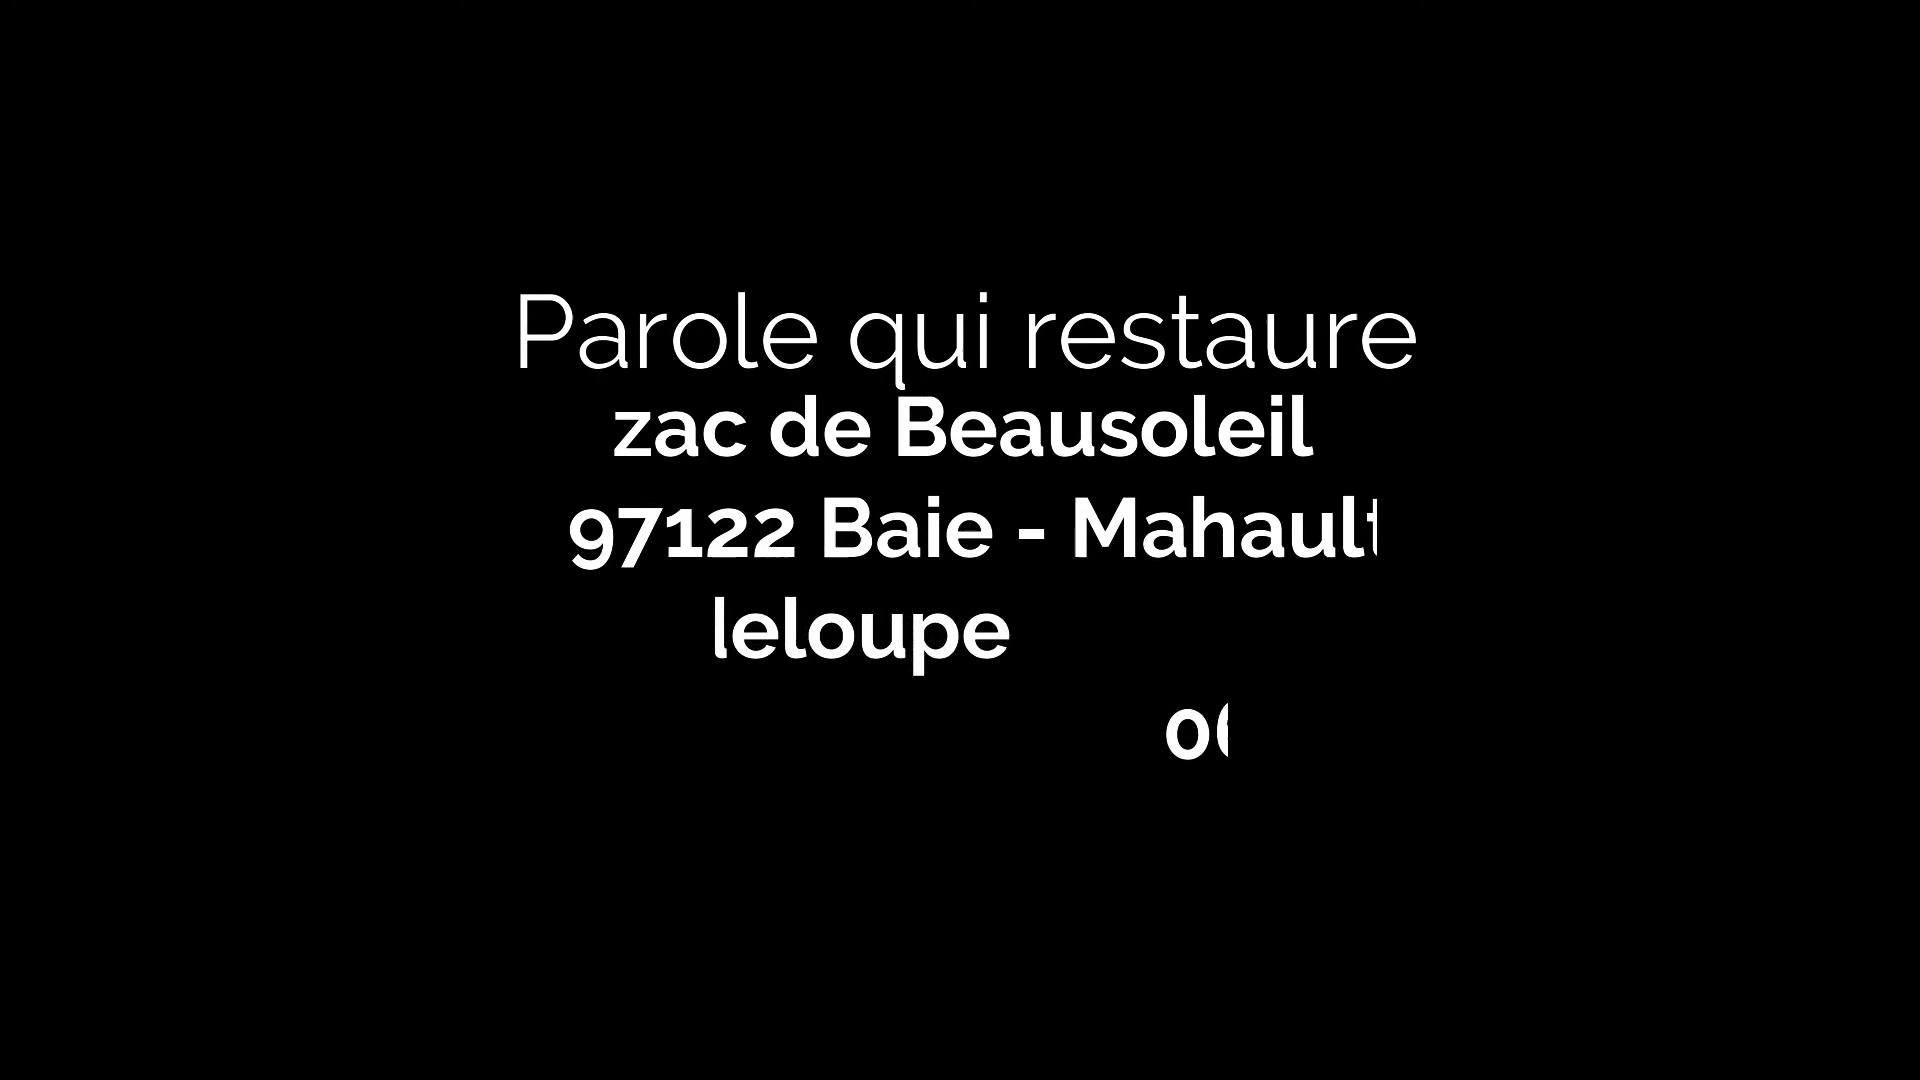 Parole qui restaure
zac de Beausoleil
97122 Baie - Mahault
leloupe